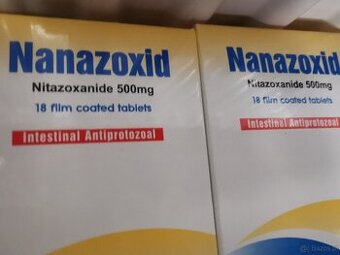 Nanazoxid
Nitazoxanide 500mg
18 film coated tablets
Intestinal Antiprotozoal
Nanazoxid
Nitazoxanide 500mg
18 film coated tablets
Intestinal Antiprotozoal